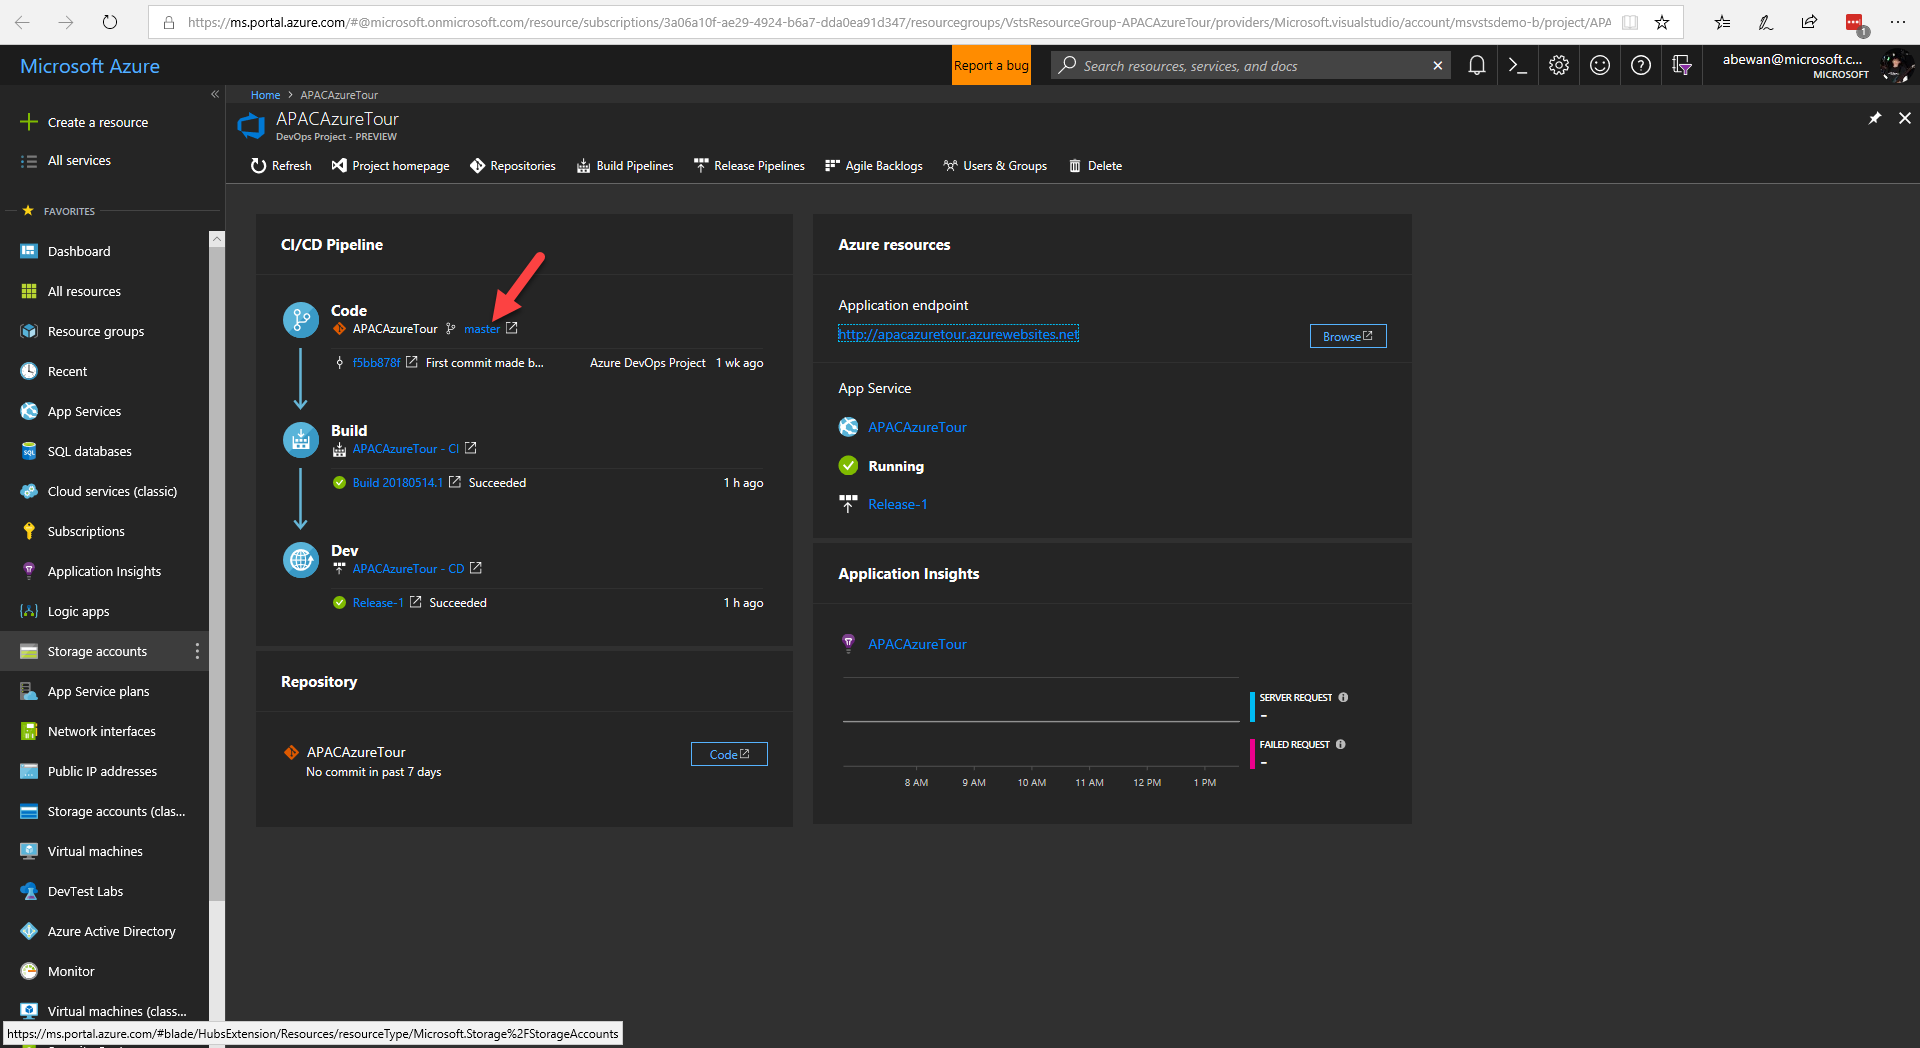 https://ms.portal.azure.com/#@microsoft.onmicrosoft.com/resource/subscriptions/3a06a10f-ae29-4924-b6a7-dda0ea91d347/resourcegroups/VstsResourceGroup-APACAzureTour/providers/Microsoft.visualstudio/account/msvstsdemo-b/project/APA
1
Microsoft Azure
Report a bug
Search resources, services, and docs
abewan@microsoft.c...
MICROSOFT
Home > APACAzureTour
APACAzureTour
DevOps Project - PREVIEW
Refresh
Project homepage
Repositories
Build Pipelines
Release Pipelines
Agile Backlogs
Users & Groups
Delete
Create a resource
All services
FAVORITES
Dashboard
All resources
Resource groups
Recent
App Services
SQL databases
Cloud services (classic)
Subscriptions
Application Insights
Logic apps
Storage accounts
App Service plans
Network interfaces
Public IP addresses
Storage accounts (clas...
Virtual machines
DevTest Labs
Azure Active Directory
Monitor
Virtual machines (class...
https://ms.portal.azure.com/#blade/HubsExtension/Resources/resourceType/Microsoft.Storage%2FStorageAccounts
CI/CD Pipeline
Code
APACAzureTour master
f5bb878f First commit made b... Azure DevOps Project 1 wk ago
Build
APACAzureTour - CI
Build 20180514.1 Succeeded 1 h ago
Dev
APACAzureTour - CD
Release-1 Succeeded 1 h ago
Repository
APACAzureTour
No commit in past 7 days
Code
Azure resources
Application endpoint
http://apacazuretour.azurewebsites.net
Browse
App Service
APACAzureTour
Running
Release-1
Application Insights
APACAzureTour
SERVER REQUEST
--
FAILED REQUEST
--
8 AM 9 AM 10 AM 11 AM 12 PM 1 PM